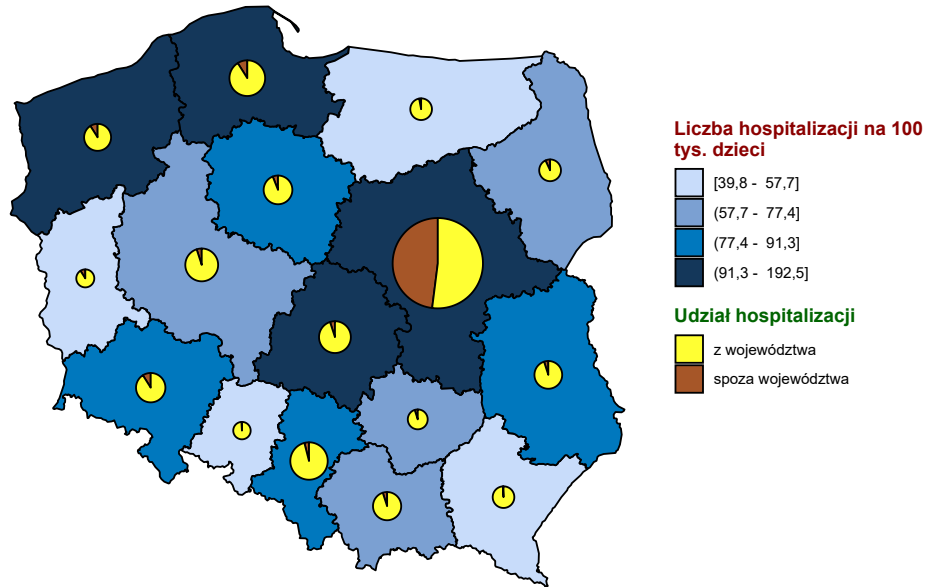 Liczba hospitalizacji na 100
tys. dzieci
[39,8 - 57,7]
(57,7 - 77,4]
(77,4 - 91,3]
(91,3 - 192,5]
Udział hospitalizacji
z województwa
spoza województwa